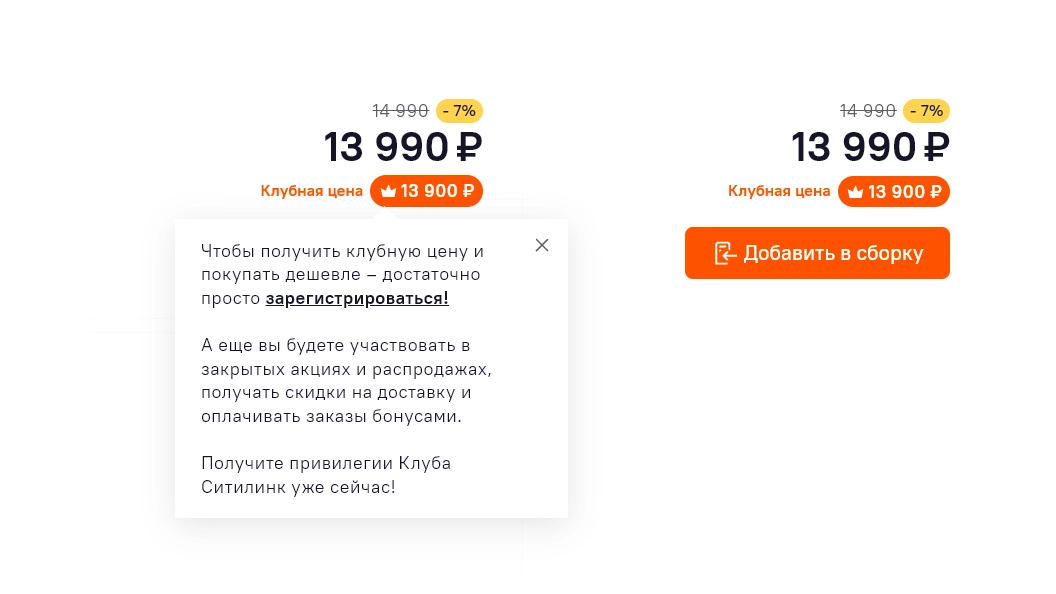 14 990 - 7%
13 990 ₽
Клубная цена 13 900 ₽
Чтобы получить клубную цену и
покупать дешевле – достаточно
просто зарегистрироваться!
А еще вы будете участвовать в
закрытых акциях и распродажах,
получать скидки на доставку и
оплачивать заказы бонусами.
Получите привилегии Клуба
Ситилинк уже сейчас!
14 990 - 7%
13 990 ₽
Клубная цена 13 900 ₽
Добавить в сборку